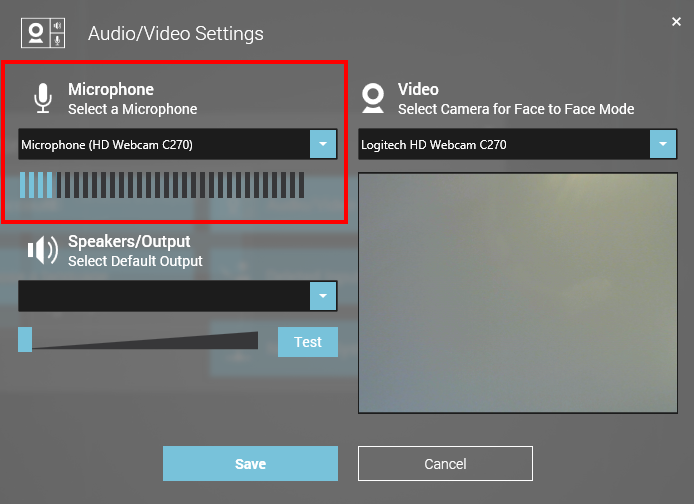 Audio/Video Settings
Microphone
Select a Microphone
Microphone (HD Webcam C270)
Speakers/Output
Select Default Output
Test
Video
Select Camera for Face to Face Mode
Logitech HD Webcam C270
Save
Cancel